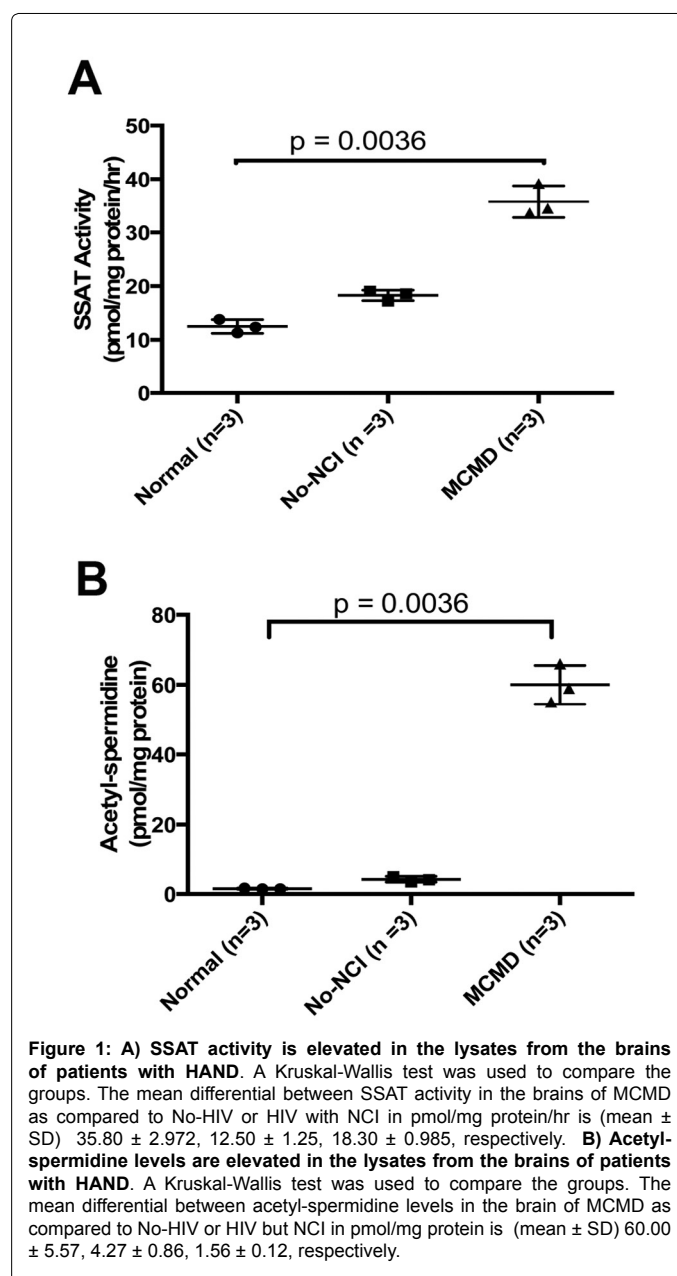 A
p = 0.0036
SSAT Activity
(pmol/mg protein/hr)
50
40
30
20
10
0
Normal (n=3)
No-NCI (n =3)
MCMD (n=3)
B
p = 0.0036
Acetyl-spermidine
(pmol/mg protein)
80
60
40
20
0
Normal (n=3)
No-NCI (n =3)
MCMD (n=3)
Figure 1: A) SSAT activity is elevated in the lysates from the brains
of patients with HAND. A Kruskal-Wallis test was used to compare the
groups. The mean differential between SSAT activity in the brains of MCMD
as compared to No-HIV or HIV with NCI in pmol/mg protein/hr is (mean ±
SD) 35.80 ± 2.972, 12.50 ± 1.25, 18.30 ± 0.985, respectively. B) Acetyl-
spermidine levels are elevated in the lysates from the brains of patients
with HAND. A Kruskal-Wallis test was used to compare the groups. The
mean differential between acetyl-spermidine levels in the brain of MCMD as
compared to No-HIV or HIV but NCI in pmol/mg protein is (mean ± SD) 60.00
± 5.57, 4.27 ± 0.86, 1.56 ± 0.12, respectively.